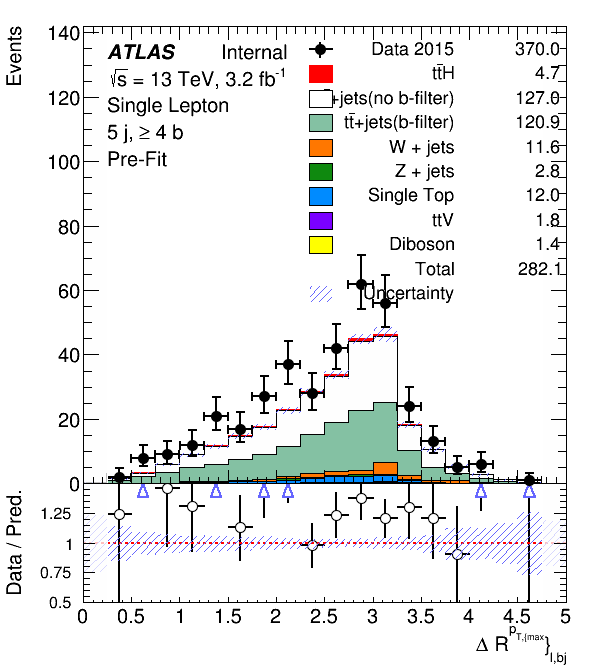 Events
140
120
100
80
60
40
20
0
ATLAS Internal
√s = 13 TeV, 3.2 fb⁻¹
Single Lepton
5 j, ≥ 4 b
Pre-Fit
Data 2015 370.0
tt̄H 4.7
+jets(no b-filter) 127.0
tt̄+jets(b-filter) 120.9
W + jets 11.6
Z + jets 2.8
Single Top 12.0
ttV 1.8
Diboson 1.4
Total 282.1
Uncertainty
Data / Pred.
1.25
1
0.75
0.5
0 0.5 1 1.5 2 2.5 3 3.5 4 4.5 5
Δ R^{p_{T,{max}}}_{l,bj}